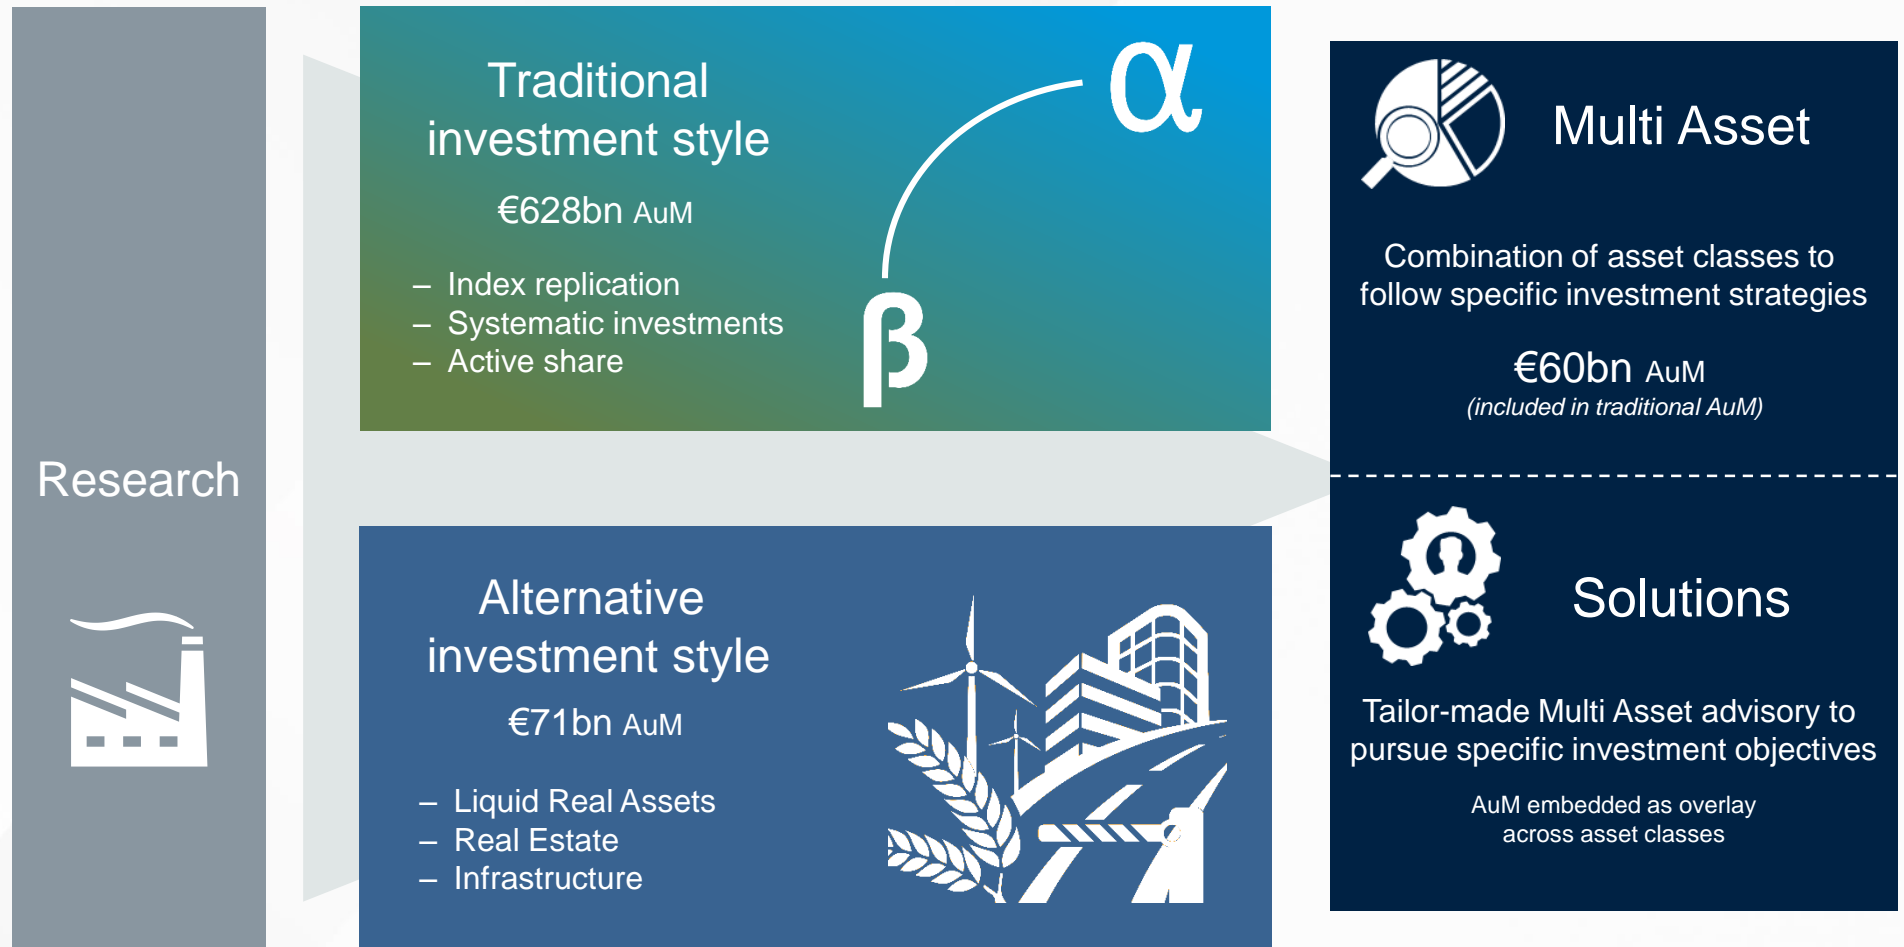 Research
Traditional
investment style
€628bn AuM
– Index replication
– Systematic investments
– Active share
α
β
Alternative
investment style
€71bn AuM
– Liquid Real Assets
– Real Estate
– Infrastructure
Multi Asset
Combination of asset classes to
follow specific investment strategies
€60bn AuM
(included in traditional AuM)
Solutions
Tailor-made Multi Asset advisory to
pursue specific investment objectives
AuM embedded as overlay
across asset classes